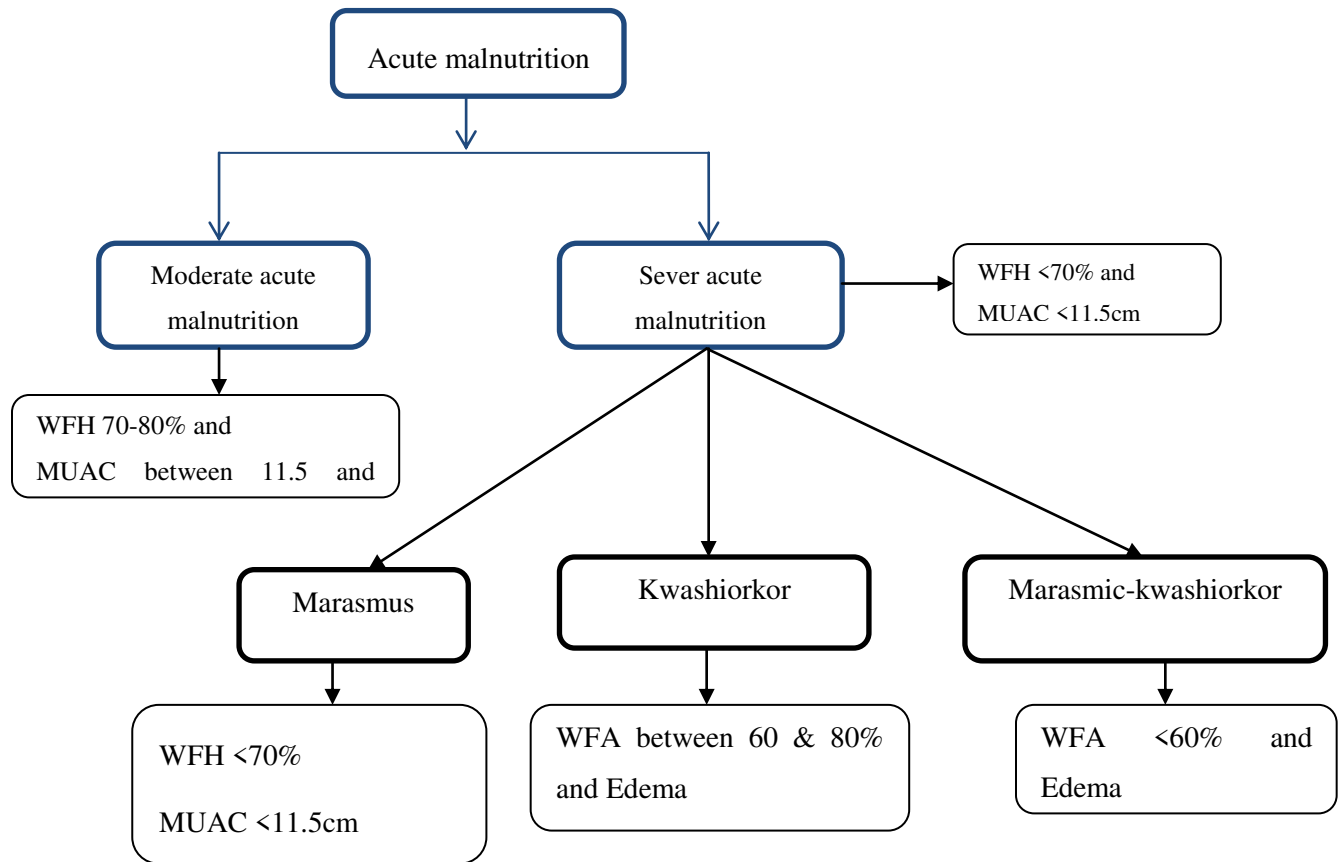 Acute malnutrition
Moderate acute
malnutrition
Sever acute
malnutrition
WFH <70% and
MUAC <11.5cm
WFH 70-80% and
MUAC between 11.5 and
Marasmus
Kwashiorkor
Marasmic-kwashiorkor
WFH <70%
MUAC <11.5cm
WFA between 60 & 80%
and Edema
WFA <60% and
Edema